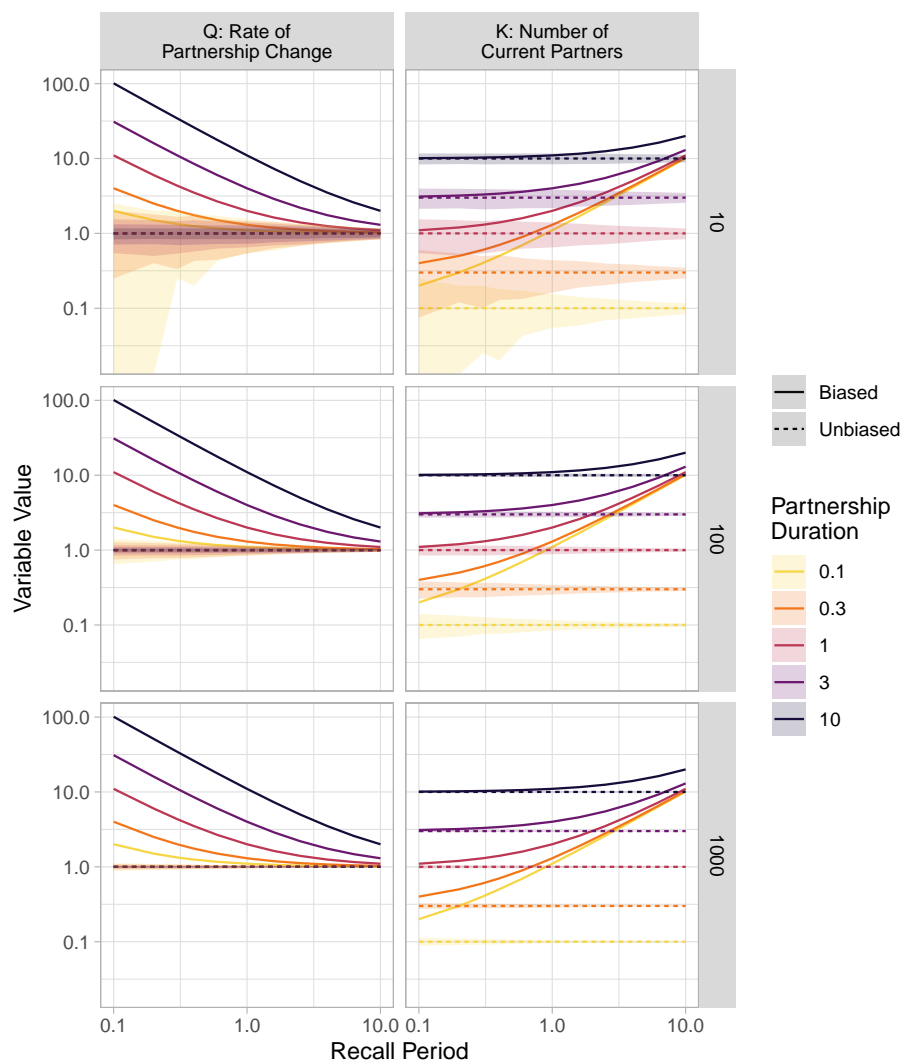 Q: Rate of
Partnership Change
K: Number of
Current Partners
100.0
10.0
1.0
0.1
10
100.0
10.0
1.0
0.1
100
100.0
10.0
1.0
0.1
1000
0.1
1.0
10.0
0.1
1.0
10.0
Recall Period
Variable Value
Biased
Unbiased
Partnership
Duration
0.1
0.3
1
3
10